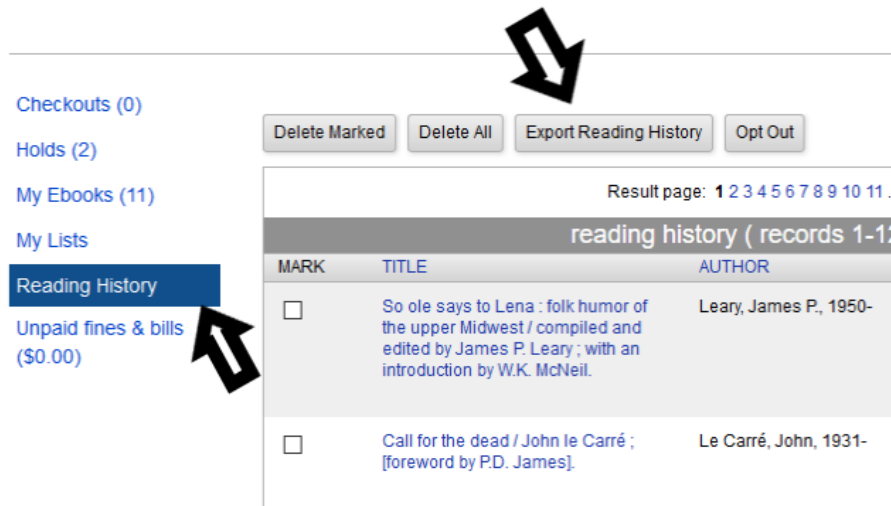 Checkouts (0)
Holds (2)
My Ebooks (11)
My Lists
Reading History
Unpaid fines & bills
($0.00)
Delete Marked Delete All Export Reading History Opt Out
Result page: 1 2 3 4 5 6 7 8 9 10 11 .
reading history ( records 1-12
MARK TITLE AUTHOR
So ole says to Lena : folk humor of Leary, James P., 1950-
the upper Midwest / compiled and
edited by James P. Leary ; with an
introduction by W.K. McNeil.
Call for the dead / John le Carré ; Le Carré, John, 1931-
[foreword by P.D. James].